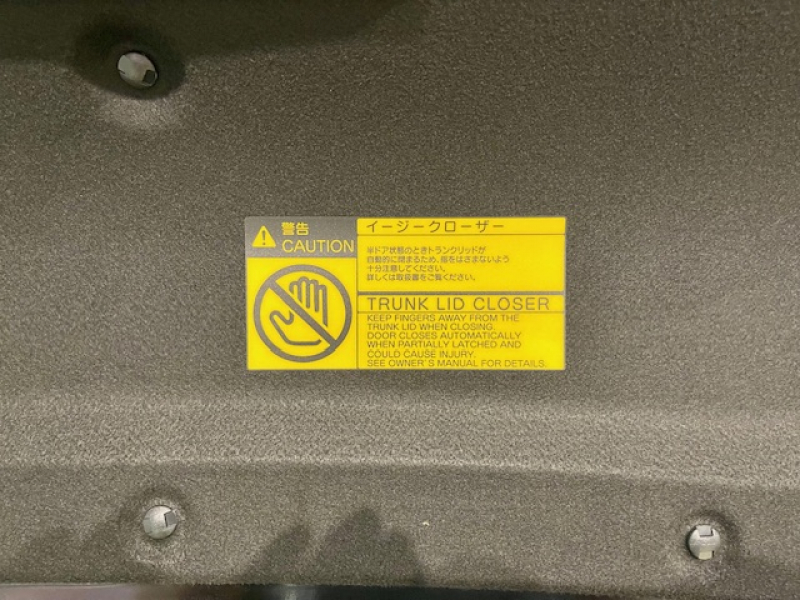 警告
CAUTION
イージークローザー
半ドア状態のときトランクリッドが
自動的に閉まるため、指をはさまないよう
十分注意してください。
詳しくは取扱書をご覧ください。
TRUNK LID CLOSER
KEEP FINGERS AWAY FROM THE
TRUNK LID WHEN CLOSING.
DOOR CLOSES AUTOMATICALLY
WHEN PARTIALLY LATCHED AND
COULD CAUSE INJURY.
SEE OWNER'S MANUAL FOR DETAILS.